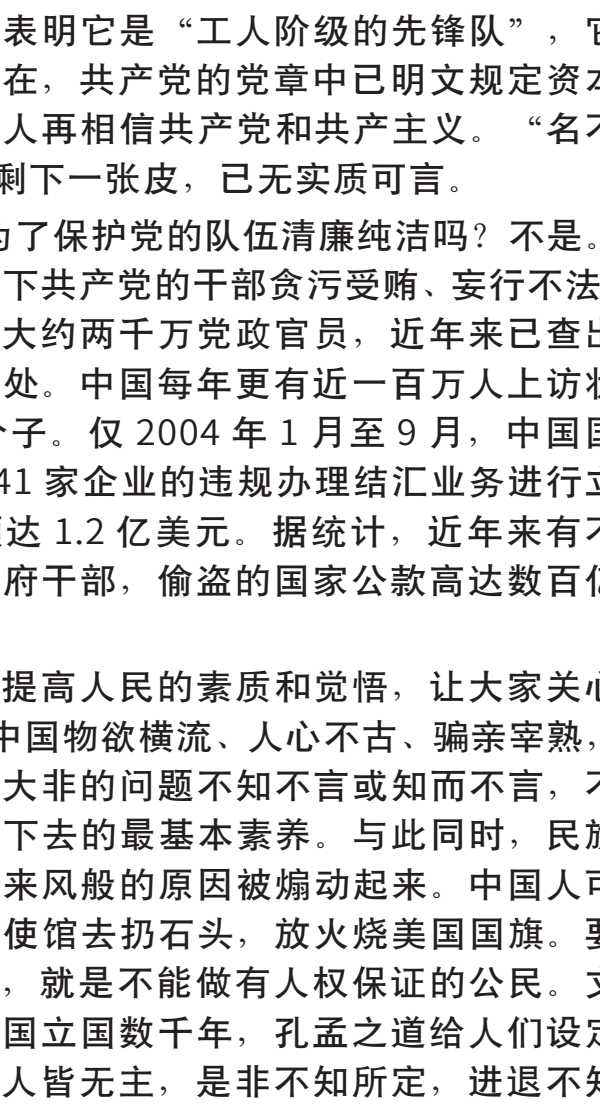 表明它是“工人阶级的先锋队”，
在，共产党的党章中已明文规定资本
人再相信共产党和共产主义。“名不
剩下一张皮，已无实质可言。
为了保护党的队伍清廉纯洁吗？不是。
下共产党的干部贪污受贿、妄行不法
大约两千万党政官员，近年来已查出
处。中国每年更有近一百万人上访状
个子。仅 2004 年 1 月至 9 月，中国国
41 家企业的违规办理结汇业务进行立
达 1.2 亿美元。据统计，近年来有不
府干部，偷盗的国家公款高达数百亿
提高人民的素质和觉悟，让大家关心
中国物欲横流、人心不古、骗亲宰熟，
大非的问题不知不言或知而不言，不
下去的最基本素养。与此同时，民族
来风般的原因被煽动起来。中国人可
使馆去扔石头，放火烧美国国旗。要
，就是不能做有人权保证的公民。文
国立国数千年，孔孟之道给人们设定
人皆无主，是非不知所定，进退不知